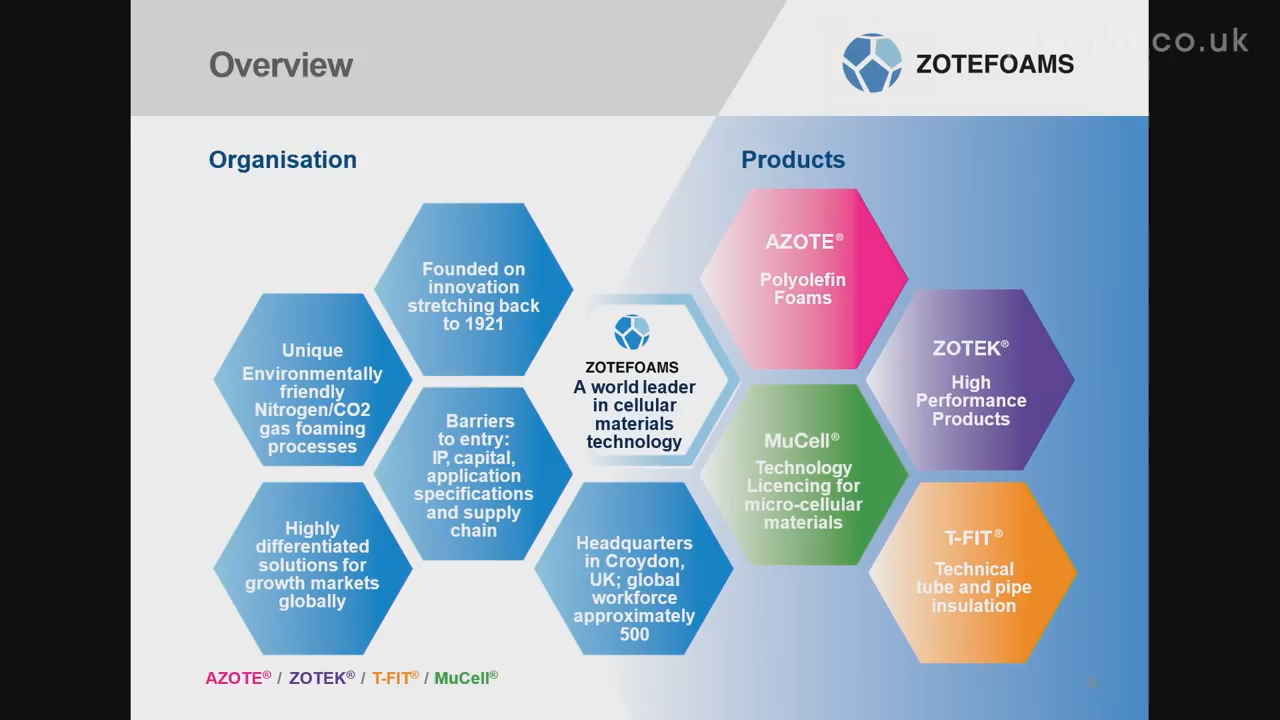 Overview
ZOTEFOAMS
.co.uk
Organisation
Products
Founded on
innovation
stretching back
to 1921
Unique
Environmentally
friendly
Nitrogen/CO2
gas foaming
processes
Barriers
to entry:
IP, capital,
application
specifications
and supply
chain
Highly
differentiated
solutions for
growth markets
globally
ZOTEFOAMS
A world leader
in cellular
materials
technology
Headquarters
in Croydon,
UK; global
workforce
approximately
500
AZOTE®
Polyolefin
Foams
ZOTEK®
High
Performance
Products
MuCell®
Technology
Licencing for
micro-cellular
materials
T-FIT®
Technical
tube and pipe
insulation
AZOTE® / ZOTEK® / T-FIT® / MuCell®